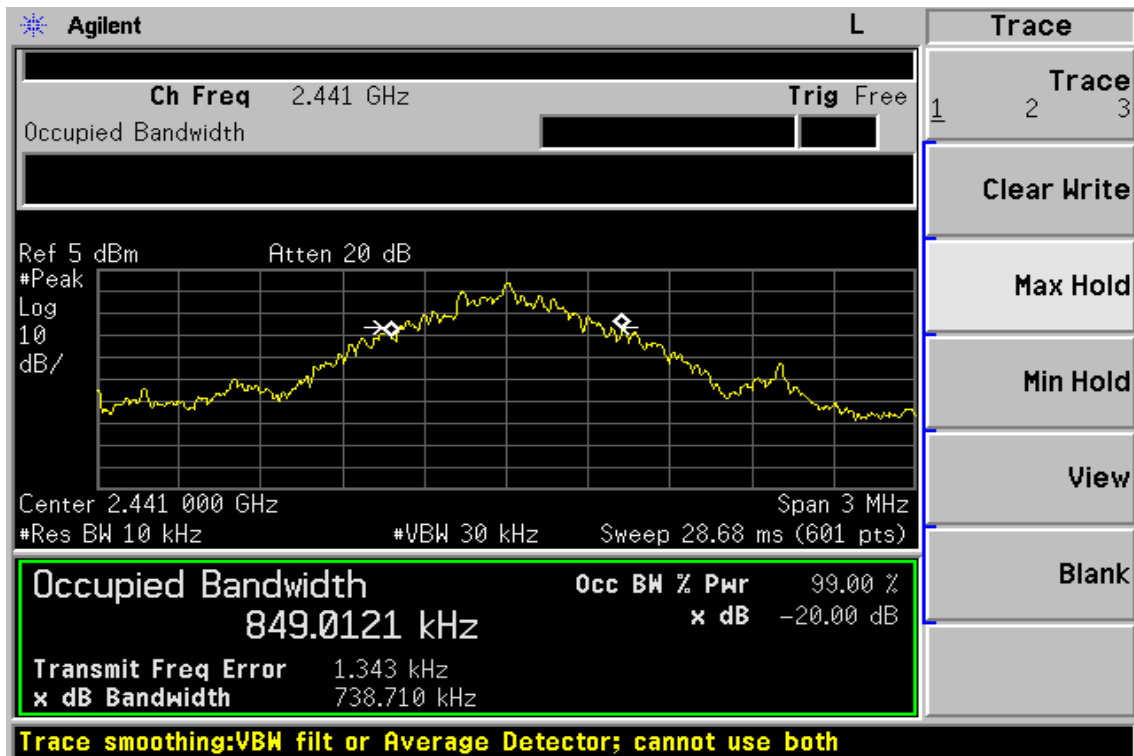 Agilent L Trace
Ch Freq 2.441 GHz Trig Free
Occupied Bandwidth
Trace
1 2 3
Clear Write
Ref 5 dBm Atten 20 dB
#Peak
Log
10
dB/
Max Hold
Min Hold
View
Center 2.441 000 GHz Span 3 MHz
#Res BW 10 kHz #VBW 30 kHz Sweep 28.68 ms (601 pts)
Occupied Bandwidth Occ BW % Pwr 99.00 %
849.0121 kHz x dB -20.00 dB
Blank
Transmit Freq Error 1.343 kHz
x dB Bandwidth 738.710 kHz
Trace smoothing:VBW filt or Average Detector; cannot use both